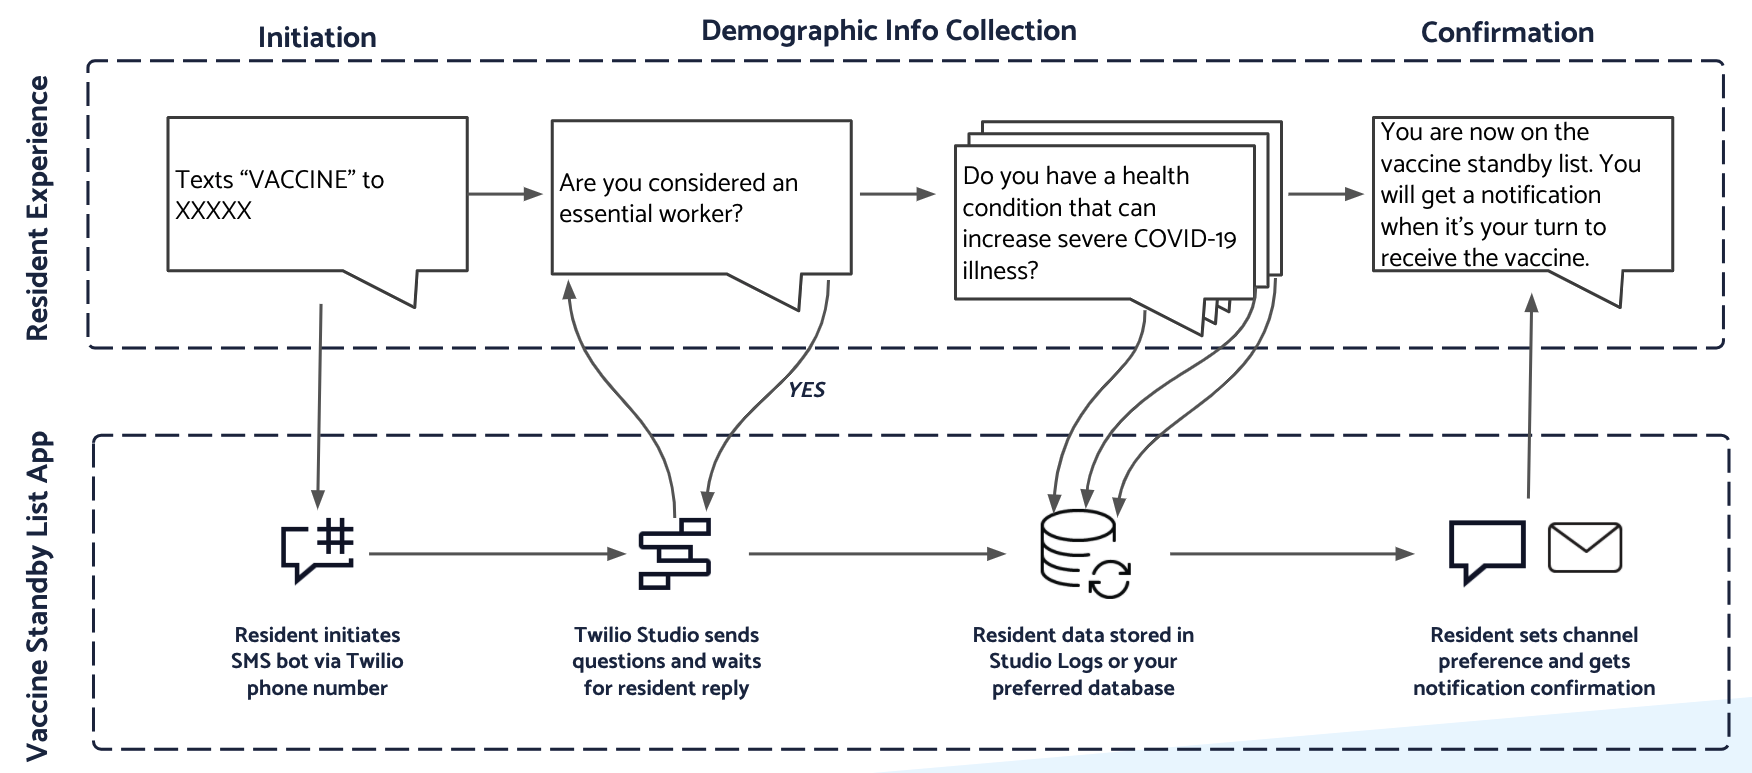 Initiation
Demographic Info Collection
Confirmation
Resident Experience
Texts “VACCINE” to
XXXXX
Are you considered an
essential worker?
Do you have a health
condition that can
increase severe COVID-19
illness?
You are now on the
vaccine standby list. You
will get a notification
when it’s your turn to
receive the vaccine.
YES
Vaccine Standby List App
Resident initiates
SMS bot via Twilio
phone number
Twilio Studio sends
questions and waits
for resident reply
Resident data stored in
Studio Logs or your
preferred database
Resident sets channel
preference and gets
notification confirmation